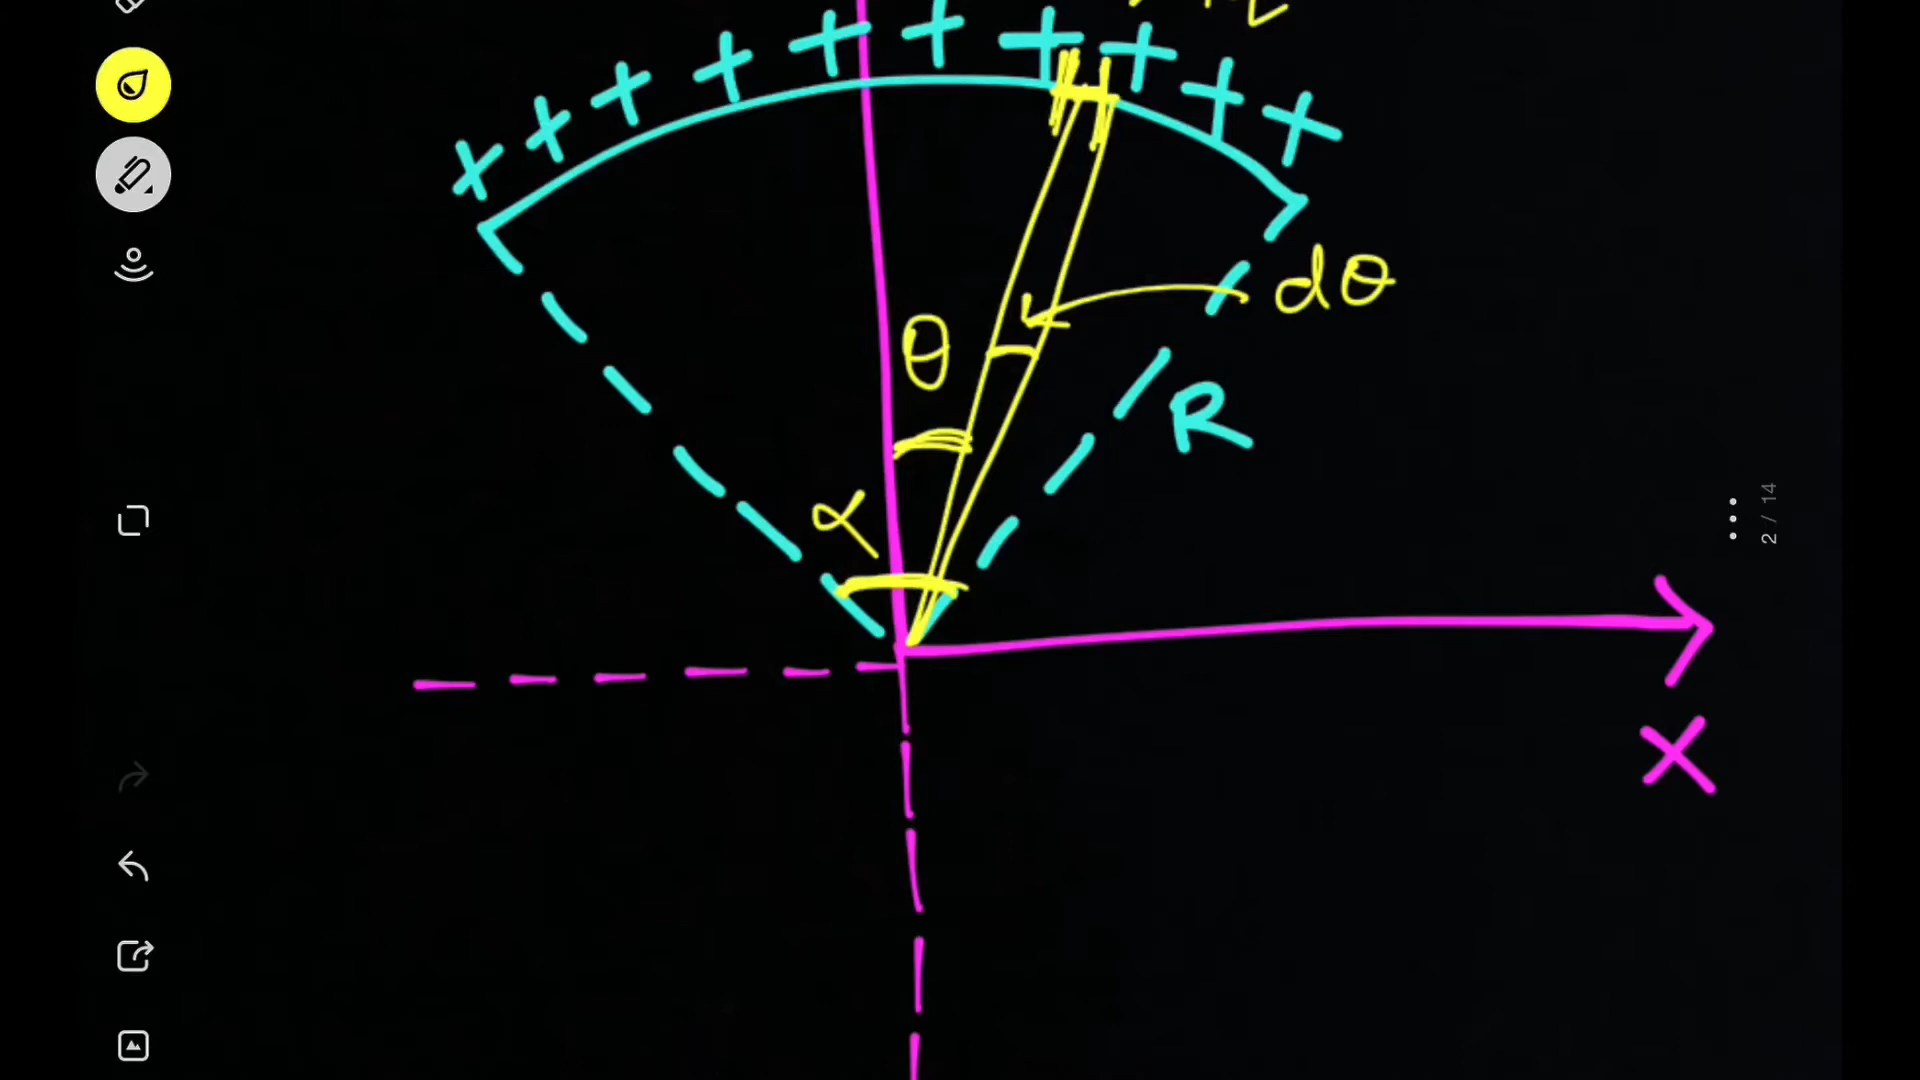 + + + + + + + + + +
dθ
θ
R
α
2 / 14
X